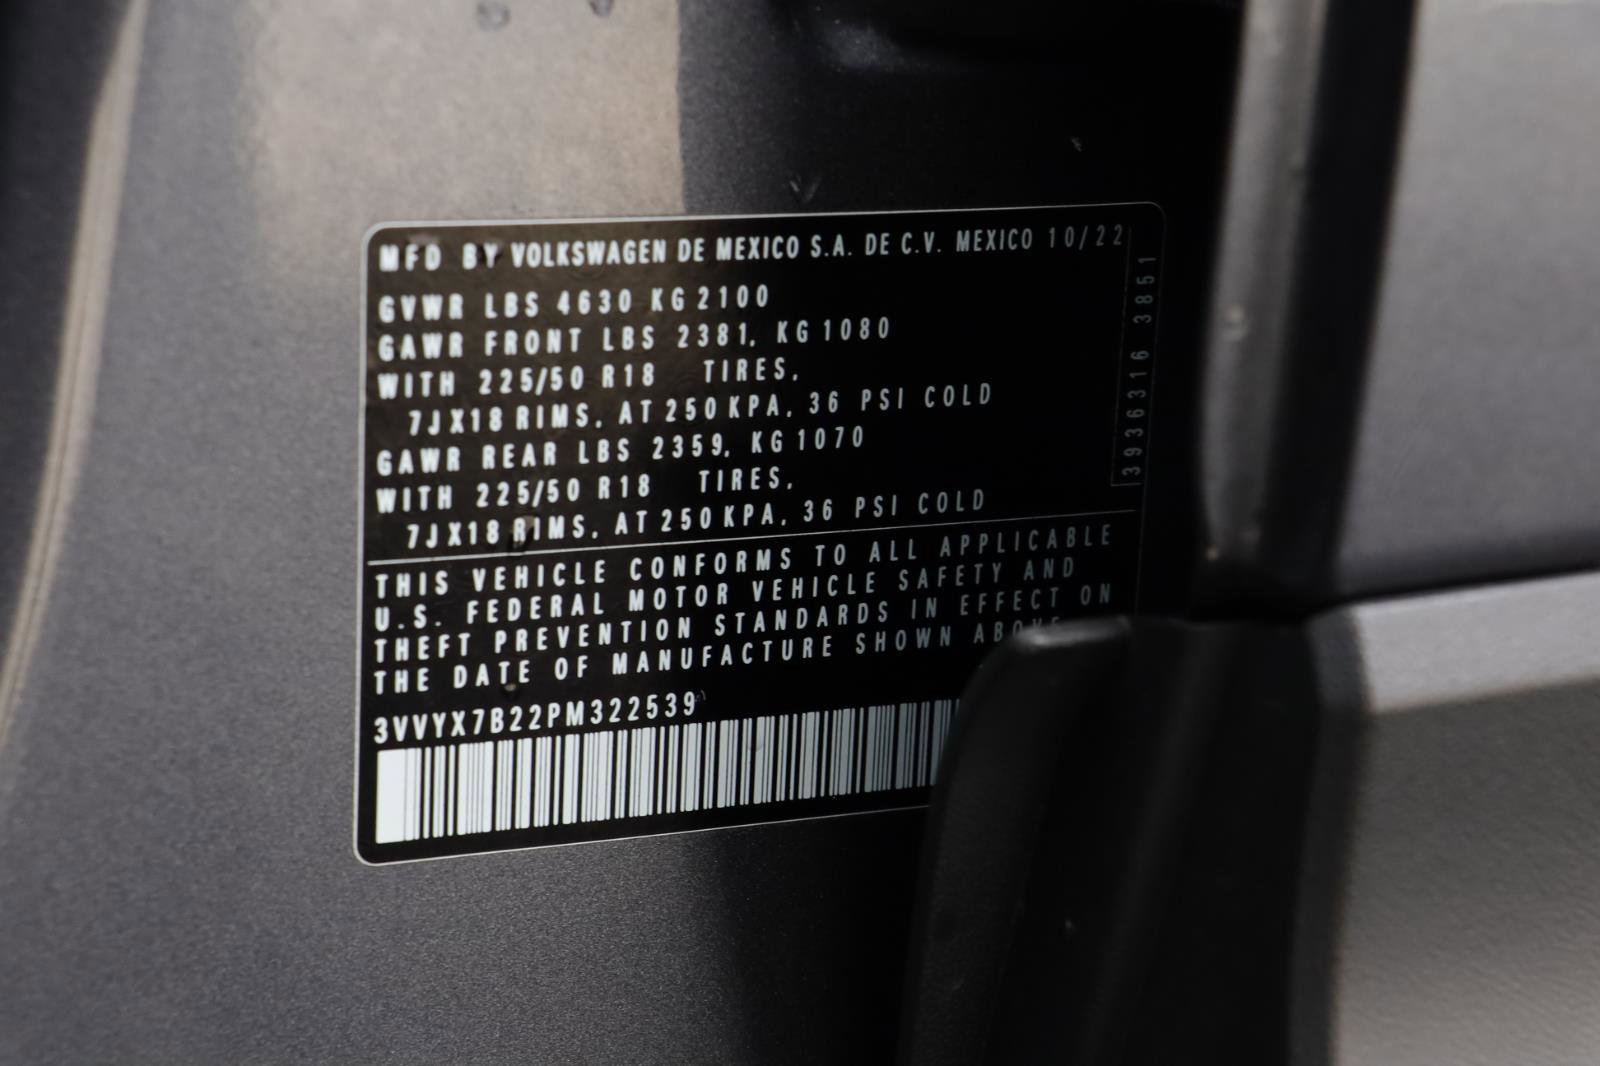 MFD BY VOLKSWAGEN DE MEXICO S.A. DE C.V. MEXICO 10/22
GVWR LBS 4630 KG 2100
GAWR FRONT LBS 2381, KG 1080
WITH 225/50 R18 TIRES,
7JX18 RIMS, AT 250 KPA, 36 PSI COLD
GAWR REAR LBS 2359, KG 1070
WITH 225/50 R18 TIRES,
7JX18 RIMS, AT 250 KPA, 36 PSI COLD
3936316 3851
THIS VEHICLE CONFORMS TO ALL APPLICABLE
U.S. FEDERAL MOTOR VEHICLE SAFETY AND
THEFT PREVENTION STANDARDS IN EFFECT ON
THE DATE OF MANUFACTURE SHOWN ABOVE
3VVYX7B22PM322539